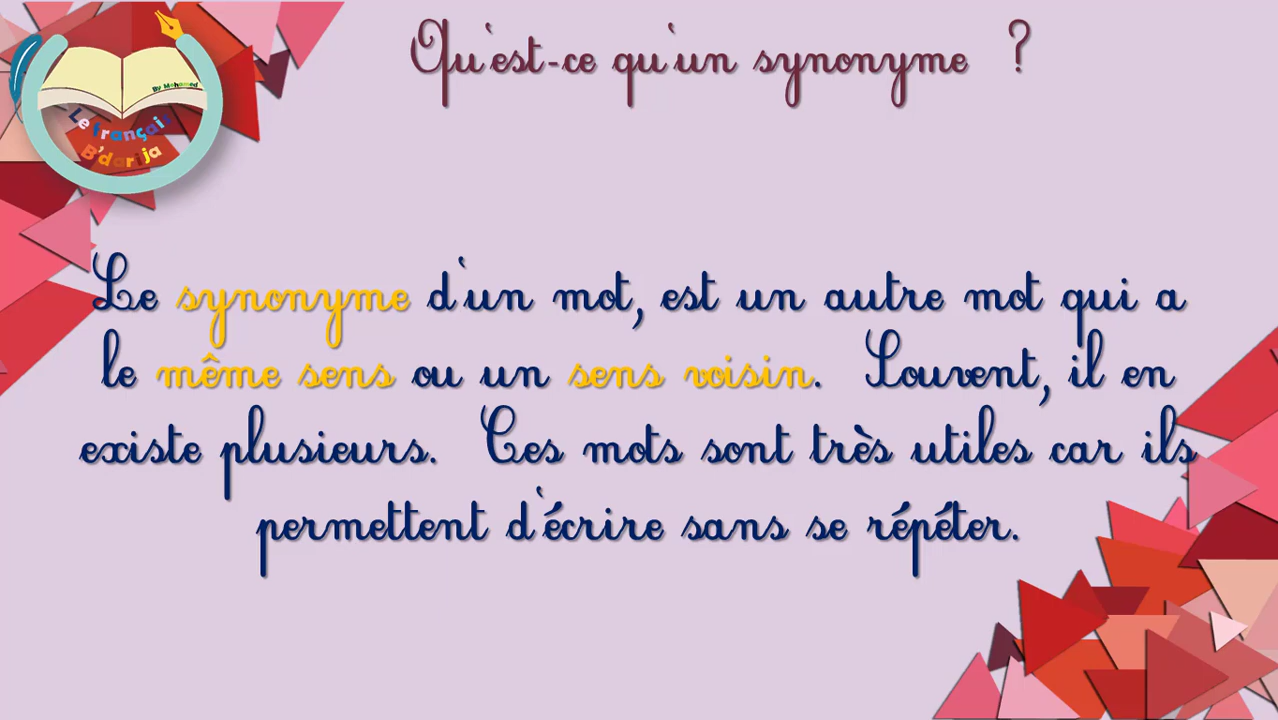 Qu'est-ce qu'un synonyme ?
By Mohamed
Le français
B'darija
Le synonyme d'un mot, est un autre mot qui a
le même sens ou un sens voisin. Souvent, il en
existe plusieurs. Ces mots sont très utiles car ils
permettent d'écrire sans se répéter.